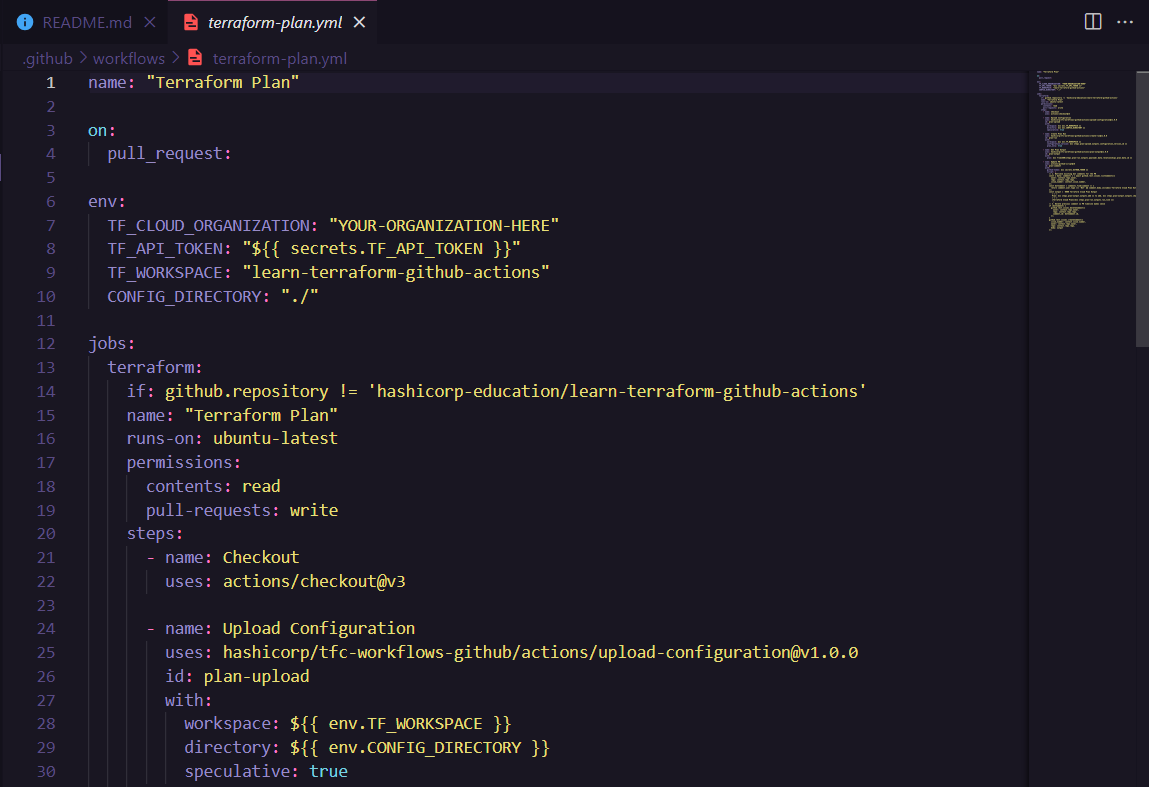 README.md
terraform-plan.yml
.github > workflows > terraform-plan.yml
1 name: "Terraform Plan"
2
3 on:
4   pull_request:
5
6 env:
7   TF_CLOUD_ORGANIZATION: "YOUR-ORGANIZATION-HERE"
8   TF_API_TOKEN: "${{ secrets.TF_API_TOKEN }}"
9   TF_WORKSPACE: "learn-terraform-github-actions"
10   CONFIG_DIRECTORY: "./"
11
12 jobs:
13   terraform:
14     if: github.repository != 'hashicorp-education/learn-terraform-github-actions'
15     name: "Terraform Plan"
16     runs-on: ubuntu-latest
17     permissions:
18       contents: read
19       pull-requests: write
20     steps:
21       - name: Checkout
22         uses: actions/checkout@v3
23
24       - name: Upload Configuration
25         uses: hashicorp/tfc-workflows-github/actions/upload-configuration@v1.0.0
26         id: plan-upload
27         with:
28           workspace: ${{ env.TF_WORKSPACE }}
29           directory: ${{ env.CONFIG_DIRECTORY }}
30           speculative: true